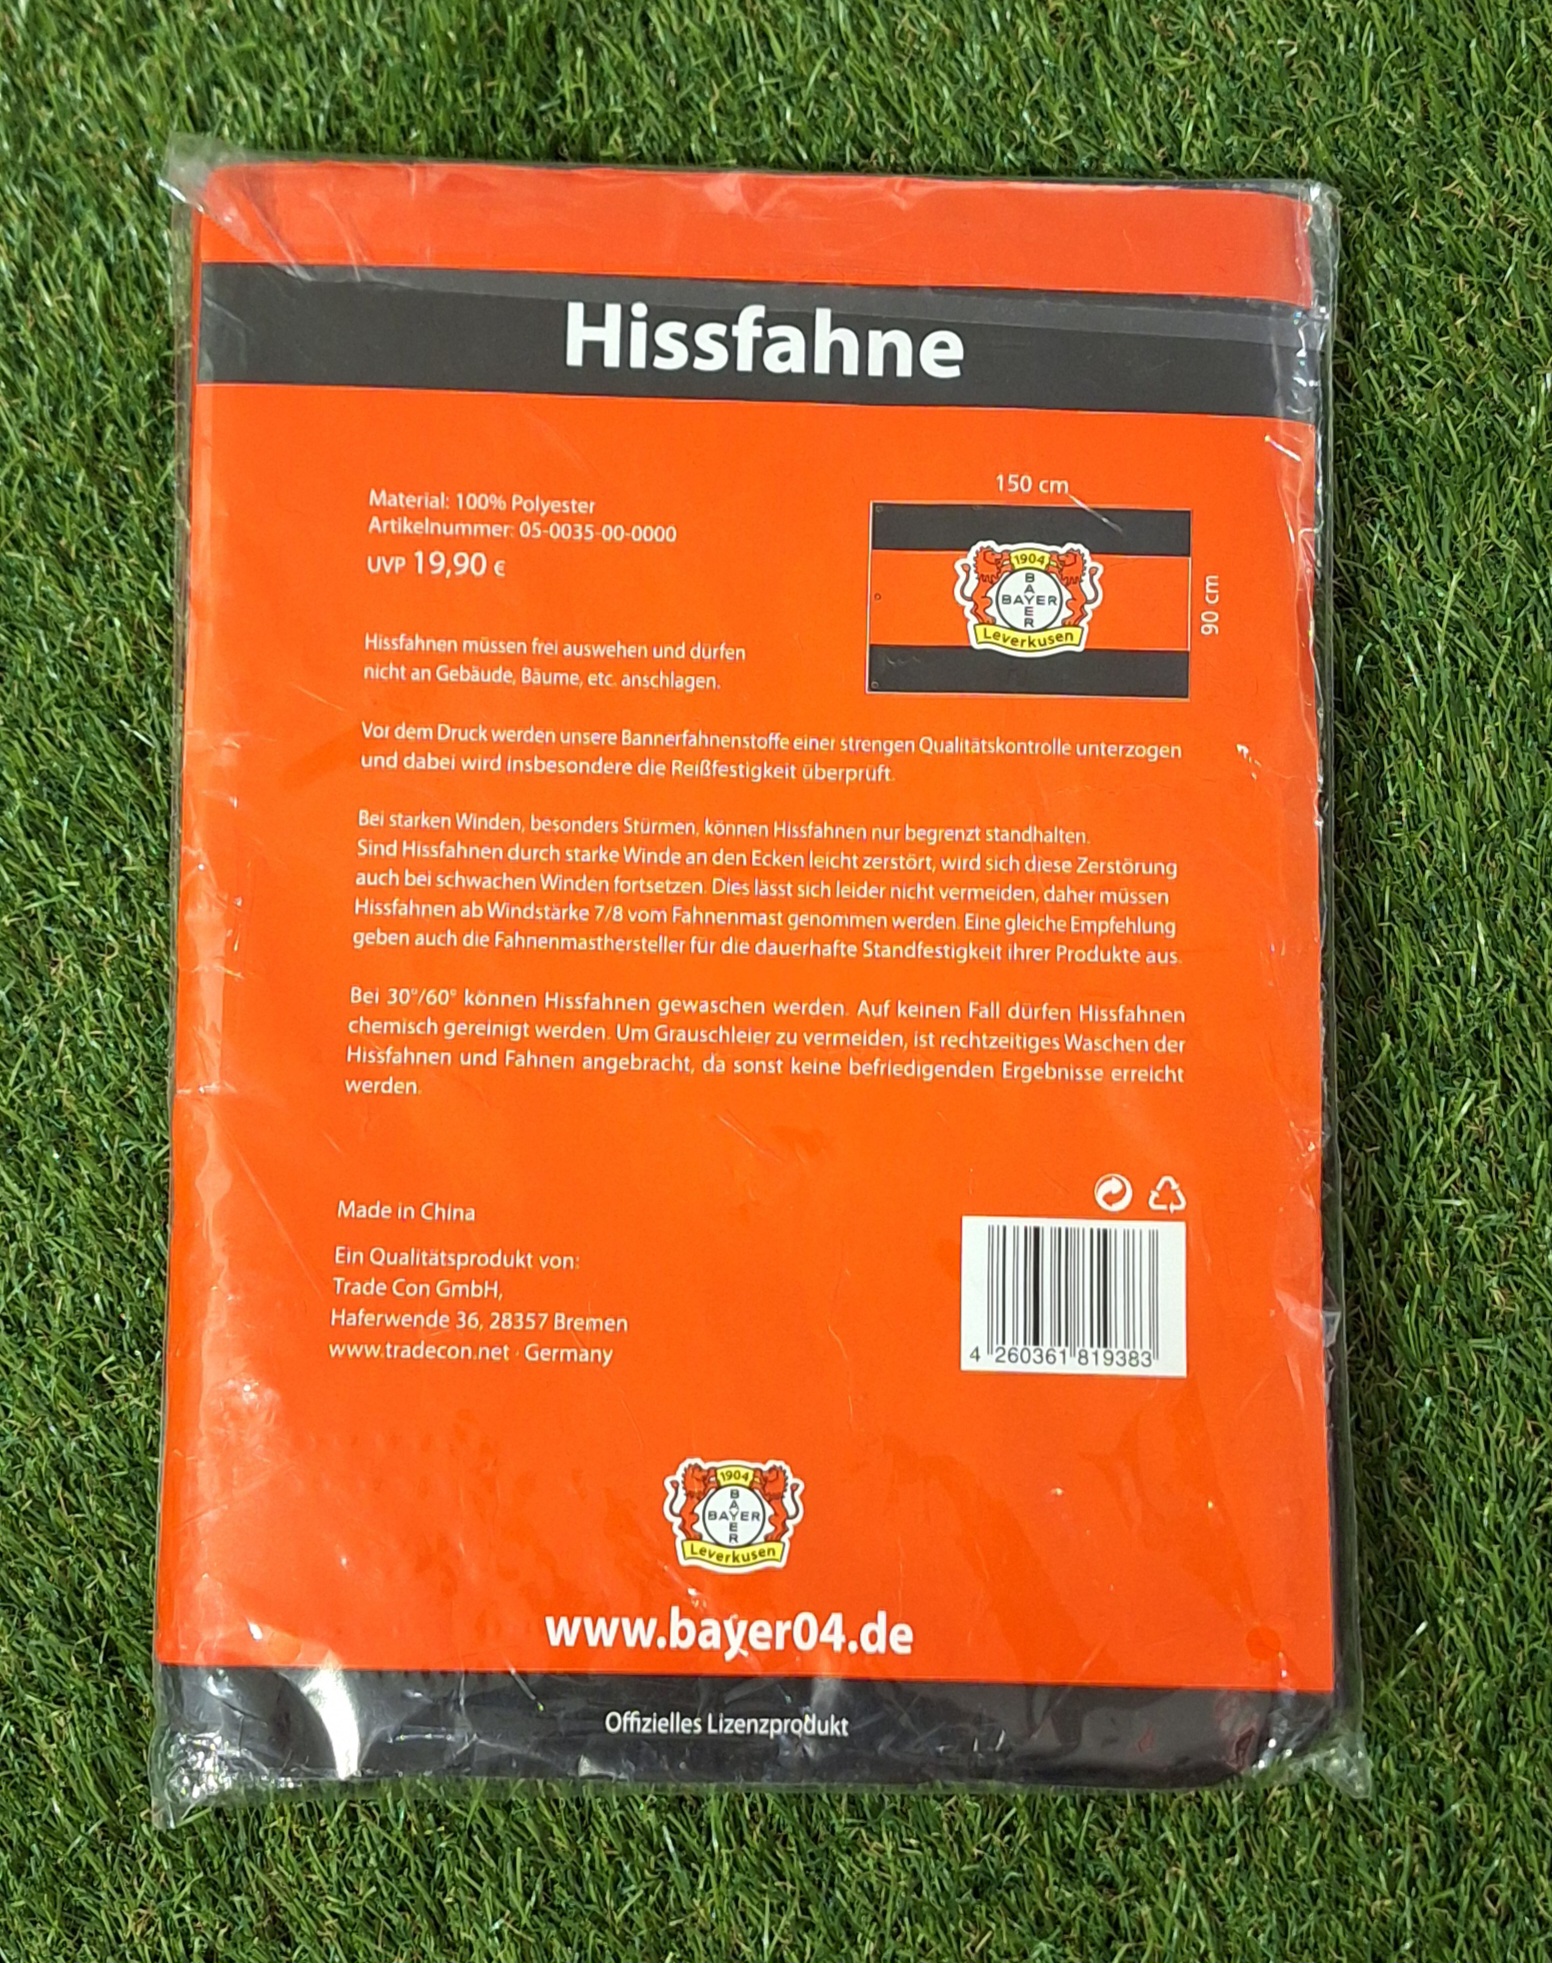 Hissfahne
Material: 100% Polyester
Artikelnummer: 05-0035-00-0000
UVP 19,90 €
150 cm
90 cm
1904
BAYER
BAYER
Leverkusen
Hissfahnen müssen frei auswehen und dürfen
nicht an Gebäude, Bäume, etc. anschlagen.
Vor dem Druck werden unsere Bannerfahnenstoffe einer strengen Qualitätskontrolle unterzogen
und dabei wird insbesondere die Reißfestigkeit überprüft.
Bei starken Winden, besonders Stürmen, können Hissfahnen nur begrenzt standhalten.
Sind Hissfahnen durch starke Winde an den Ecken leicht zerstört, wird sich diese Zerstörung
auch bei schwachen Winden fortsetzen. Dies lässt sich leider nicht vermeiden, daher müssen
Hissfahnen ab Windstärke 7/8 vom Fahnenmast genommen werden. Eine gleiche Empfehlung
geben auch die Fahnenmasthersteller für die dauerhafte Standfestigkeit ihrer Produkte aus.
Bei 30°/60° können Hissfahnen gewaschen werden. Auf keinen Fall dürfen Hissfahnen
chemisch gereinigt werden. Um Grauschleier zu vermeiden, ist rechtzeitiges Waschen der
Hissfahnen und Fahnen angebracht, da sonst keine befriedigenden Ergebnisse erreicht
werden.
Made in China
Ein Qualitätsprodukt von:
Trade Con GmbH,
Haferwende 36, 28357 Bremen
www.tradecon.net · Germany
4 260361 819383
1904
BAYER
BAYER
Leverkusen
www.bayer04.de
Offizielles Lizenzprodukt